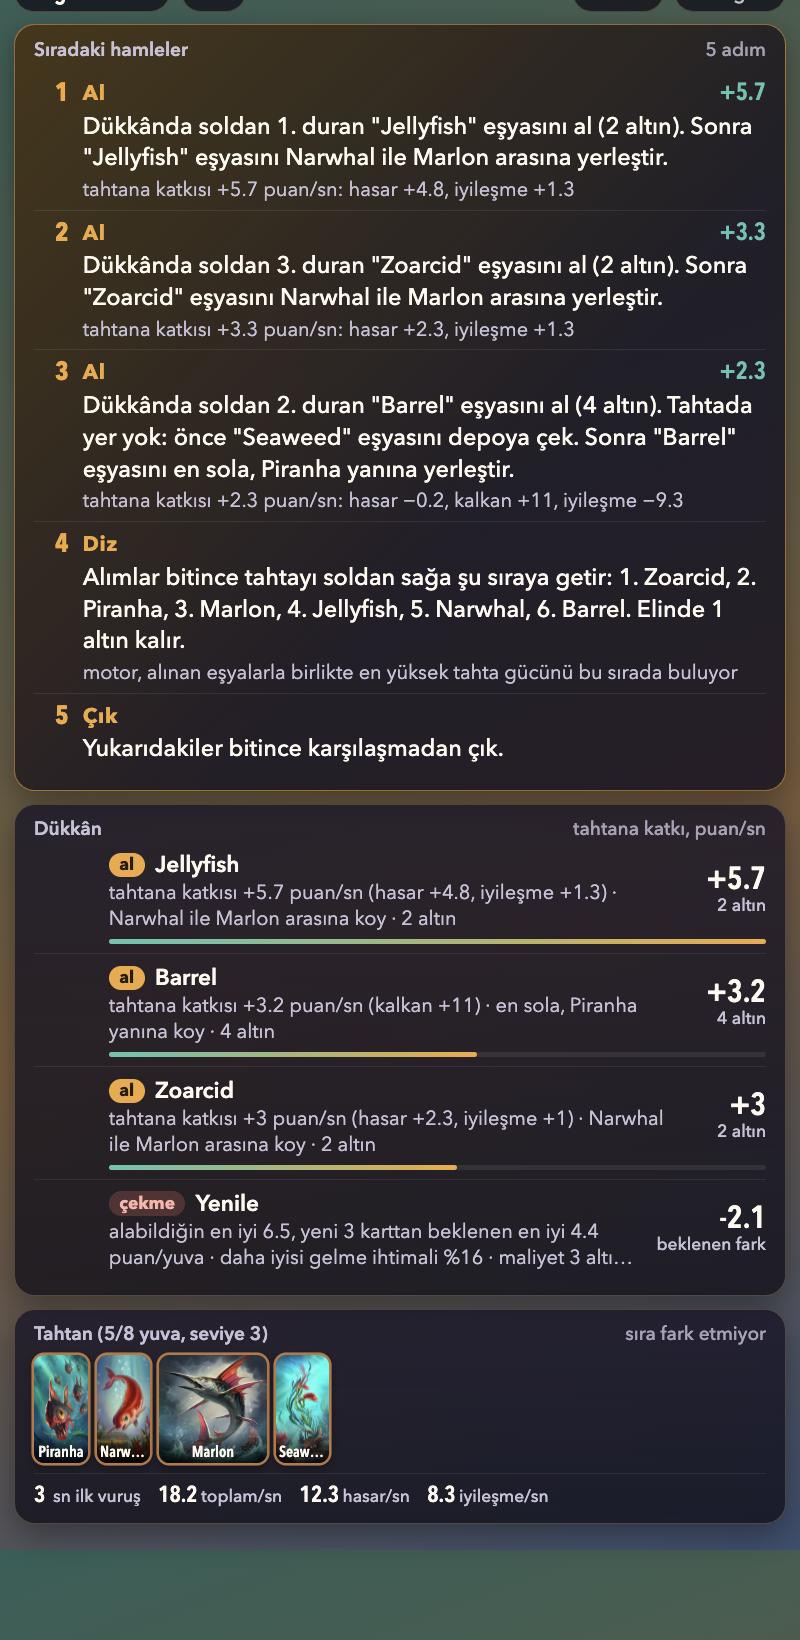 Sıradaki hamleler
5 adım
1 Al +5.7
Dükkânda soldan 1. duran "Jellyfish" eşyasını al (2 altın). Sonra
"Jellyfish" eşyasını Narwhal ile Marlon arasına yerleştir.
tahtana katkısı +5.7 puan/sn: hasar +4.8, iyileşme +1.3
2 Al +3.3
Dükkânda soldan 3. duran "Zoarcid" eşyasını al (2 altın). Sonra
"Zoarcid" eşyasını Narwhal ile Marlon arasına yerleştir.
tahtana katkısı +3.3 puan/sn: hasar +2.3, iyileşme +1.3
3 Al +2.3
Dükkânda soldan 2. duran "Barrel" eşyasını al (4 altın). Tahtada
yer yok: önce "Seaweed" eşyasını depoya çek. Sonra "Barrel"
eşyasını en sola, Piranha yanına yerleştir.
tahtana katkısı +2.3 puan/sn: hasar −0.2, kalkan +11, iyileşme −9.3
4 Diz
Alımlar bitince tahtayı soldan sağa şu sıraya getir: 1. Zoarcid, 2.
Piranha, 3. Marlon, 4. Jellyfish, 5. Narwhal, 6. Barrel. Elinde 1
altın kalır.
motor, alınan eşyalarla birlikte en yüksek tahta gücünü bu sırada buluyor
5 Çık
Yukarıdakiler bitince karşılaşmadan çık.
Dükkân
tahtana katkı, puan/sn
al Jellyfish
tahtana katkısı +5.7 puan/sn (hasar +4.8, iyileşme +1.3) ·
Narwhal ile Marlon arasına koy · 2 altın
+5.7
2 altın
al Barrel
tahtana katkısı +3.2 puan/sn (kalkan +11) · en sola, Piranha
yanına koy · 4 altın
+3.2
4 altın
al Zoarcid
tahtana katkısı +3 puan/sn (hasar +2.3, iyileşme +1) · Narwhal
ile Marlon arasına koy · 2 altın
+3
2 altın
çekme Yenile
alabildiğin en iyi 6.5, yeni 3 karttan beklenen en iyi 4.4
puan/yuva · daha iyisi gelme ihtimali %16 · maliyet 3 altı…
-2.1
beklenen fark
Tahtan (5/8 yuva, seviye 3)
sıra fark etmiyor
Piranha
Narw…
Marlon
Seaw…
3 sn ilk vuruş 18.2 toplam/sn 12.3 hasar/sn 8.3 iyileşme/sn